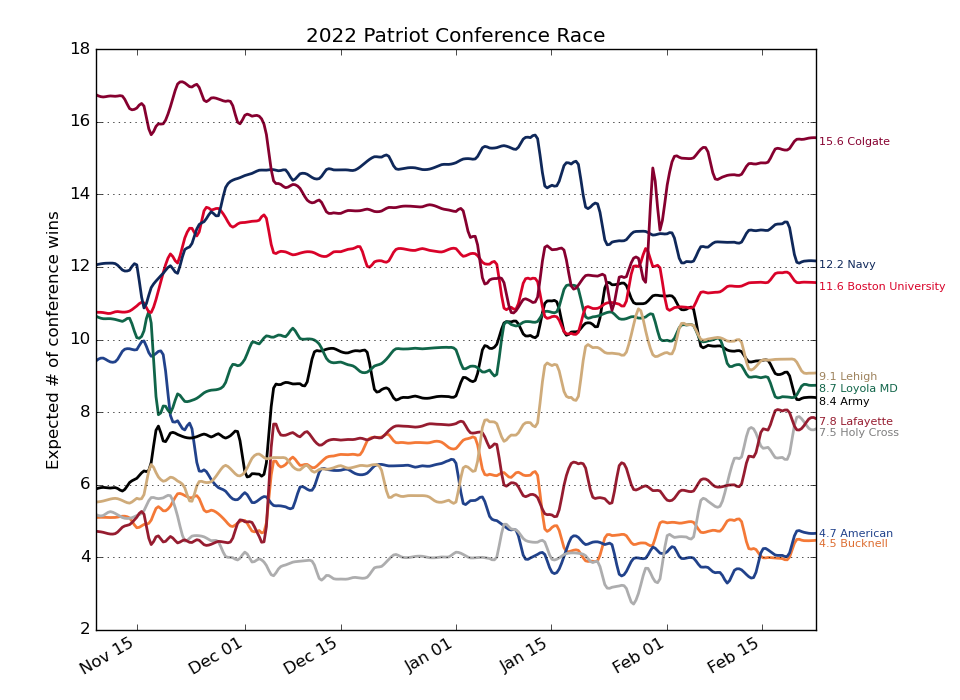 2022 Patriot Conference Race
Expected # of conference wins
18
16
14
12
10
8
6
4
2
Nov 15
Dec 01
Dec 15
Jan 01
Jan 15
Feb 01
Feb 15
15.6 Colgate
12.2 Navy
11.6 Boston University
9.1 Lehigh
8.7 Loyola MD
8.4 Army
7.8 Lafayette
7.5 Holy Cross
4.7 American
4.5 Bucknell